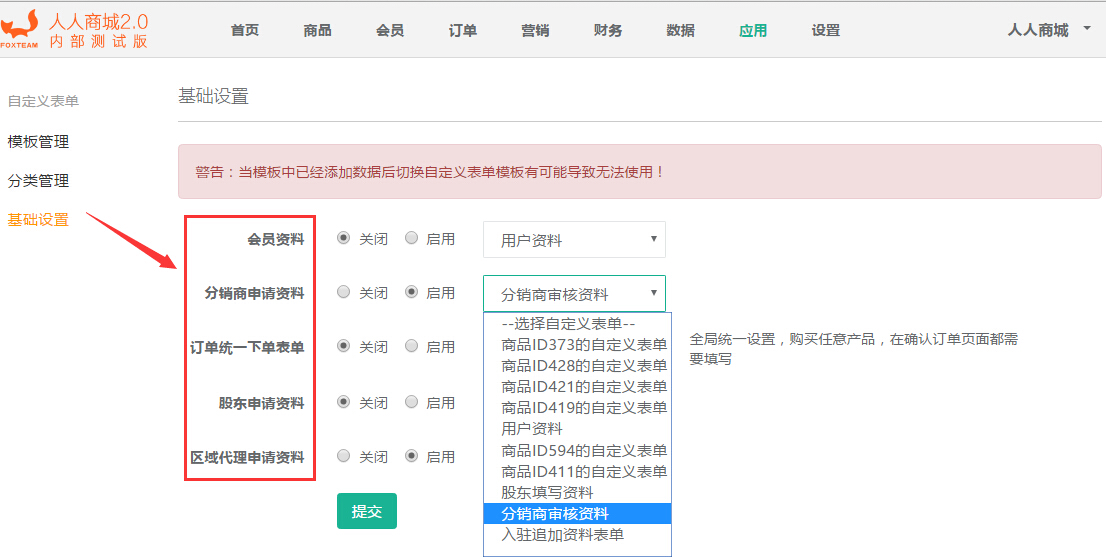 人人商城2.0
内部测试版
FOXTEAM
首页 商品 会员 订单 营销 财务 数据 应用 设置 人人商城
自定义表单
模板管理
分类管理
基础设置
基础设置
警告：当模板中已经添加数据后切换自定义表单模板有可能导致无法使用！
会员资料 关闭 启用 用户资料
分销商申请资料 关闭 启用 分销商审核资料
订单统一下单表单 关闭 启用
股东申请资料 关闭 启用
区域代理申请资料 关闭 启用
--选择自定义表单--
商品ID373的自定义表单
商品ID428的自定义表单
商品ID421的自定义表单
商品ID419的自定义表单
用户资料
商品ID594的自定义表单
商品ID411的自定义表单
股东填写资料
分销商审核资料
入驻追加资料表单
全局统一设置，购买任意产品，在确认订单页面都需
要填写
提交